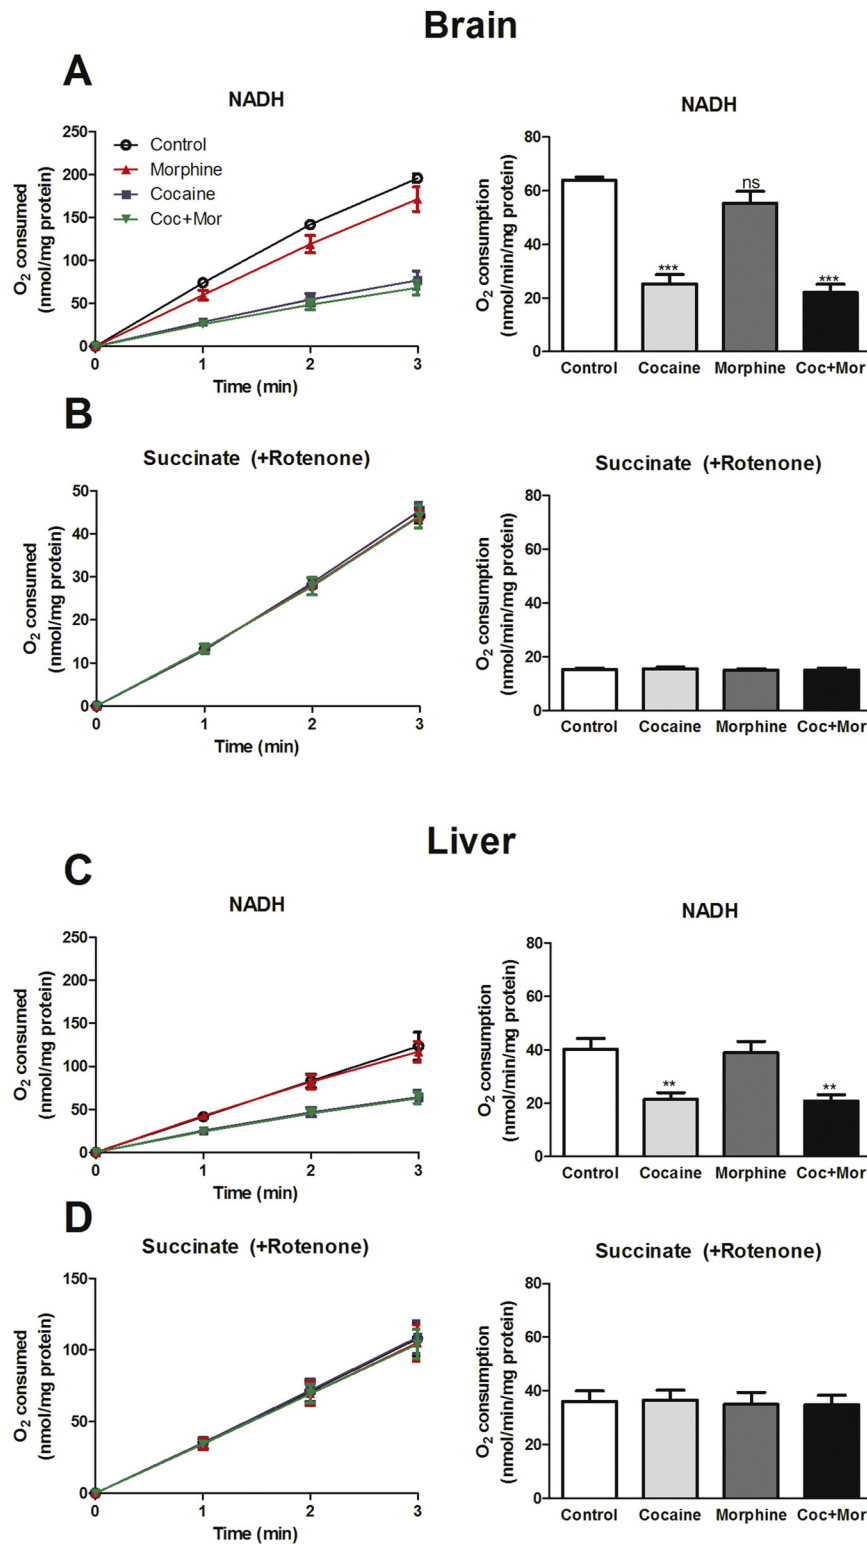 Brain
A
NADH
250
200
150
100
50
0
0
1
2
3
O2 consumed
(nmol/mg protein)
Time (min)
Control
Morphine
Cocaine
Coc+Mor
NADH
80
60
40
20
0
O2 consumption
(nmol/min/mg protein)
***
ns
***
Control
Cocaine
Morphine
Coc+Mor
B
Succinate (+Rotenone)
50
40
30
20
10
0
0
1
2
3
O2 consumed
(nmol/mg protein)
Time (min)
Succinate (+Rotenone)
80
60
40
20
0
O2 consumption
(nmol/min/mg protein)
Control
Cocaine
Morphine
Coc+Mor
Liver
C
NADH
250
200
150
100
50
0
0
1
2
3
O2 consumed
(nmol/mg protein)
Time (min)
NADH
80
60
40
20
0
O2 consumption
(nmol/min/mg protein)
**
**
Control
Cocaine
Morphine
Coc+Mor
D
Succinate (+Rotenone)
150
100
50
0
0
1
2
3
O2 consumed
(nmol/mg protein)
Time (min)
Succinate (+Rotenone)
80
60
40
20
0
O2 consumption
(nmol/min/mg protein)
Control
Cocaine
Morphine
Coc+Mor